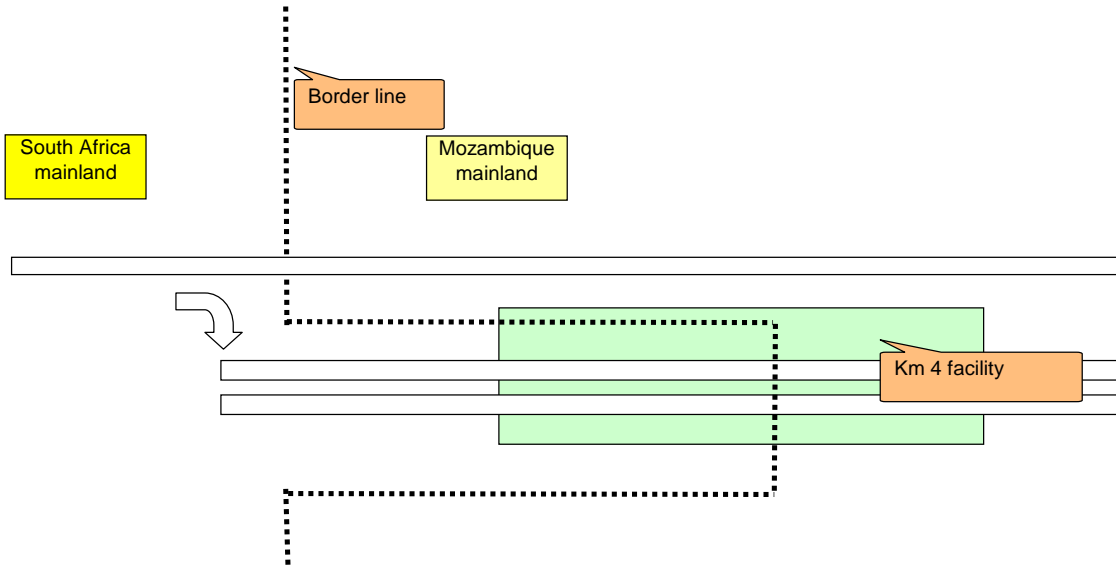 Border line
South Africa
mainland
Mozambique
mainland
Km 4 facility